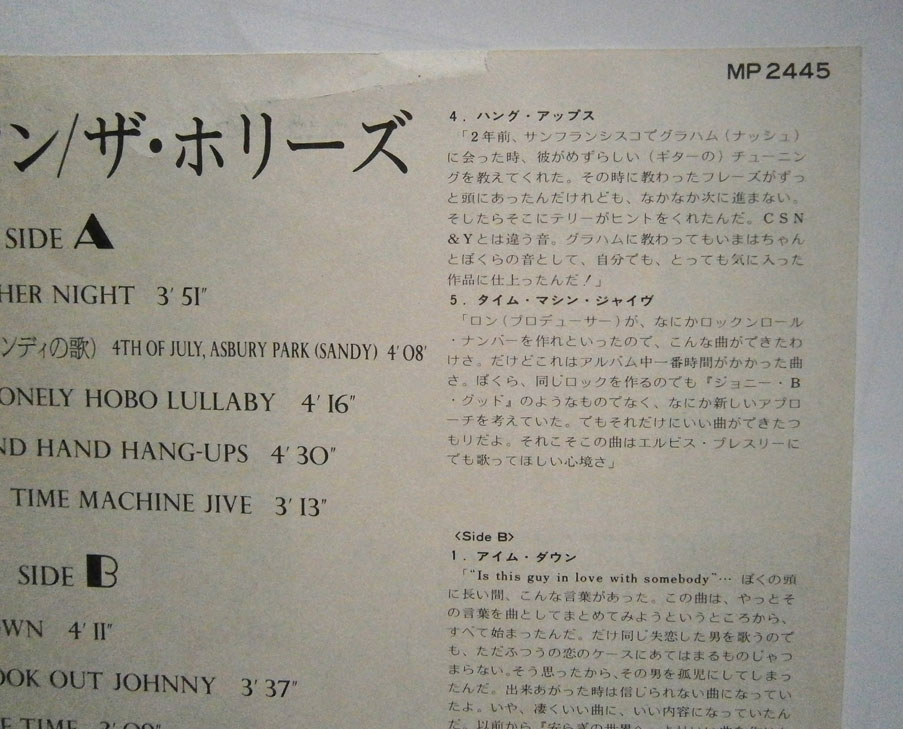 MP 2445
ン/ザ・ホリーズ
SIDE A
HER NIGHT 3′51″
ンディの歌) 4TH OF JULY, ASBURY PARK (SANDY) 4′08′
ONELY HOBO LULLABY 4′16″
ND HAND HANG-UPS 4′30″
TIME MACHINE JIVE 3′13″
SIDE B
OWN 4′11″
OOK OUT JOHNNY 3′37″
E TIME 3′09″
4．ハング・アップス
「2年前、サンフランシスコでグラハム（ナッシュ）
に会った時、彼がめずらしい（ギターの）チューニン
グを教えてくれた。その時に教わったフレーズがずっ
と頭にあったんだけれども、なかなか次に進まない。
そしたらそこにテリーがヒントをくれたんだ。CSN
&Yとは違う音。グラハムに教わってもいまはちゃん
とぼくらの音として、自分でも、とっても気に入った
作品に仕上ったんだ！」
5．タイム・マシン・ジャイヴ
「ロン（プロデューサー）が、なにかロックンロール
・ナンバーを作れといったので、こんな曲ができたわ
けさ。だけどこれはアルバム中一番時間がかかった曲
さ。ぼくら、同じロックを作るのでも『ジョニー・B
・グッド』のようなものでなく、なにか新しいアプロ
ーチを考えていた。でもそれだけにいい曲ができたつ
もりだよ。それこそこの曲はエルビス・プレスリーに
でも歌ってほしい心境さ」
〈Side B〉
1．アイム・ダウン
「“Is this guy in love with somebody”… ぼくの頭
に長い間、こんな言葉があった。この曲は、やっとそ
の言葉を曲としてまとめてみようというところから、
すべて始まったんだ。だけ同じ失恋した男を歌うので
も、ただふつうの恋のケースにあてはまるものじゃつ
まらない。そう思ったから、その男を孤児にしてしまっ
たんだ。出来あがった時は信じられない曲になってい
たよ。いや、凄くいい曲に、いい内容になっていたん
だ。以前から『安らぎの世界へ